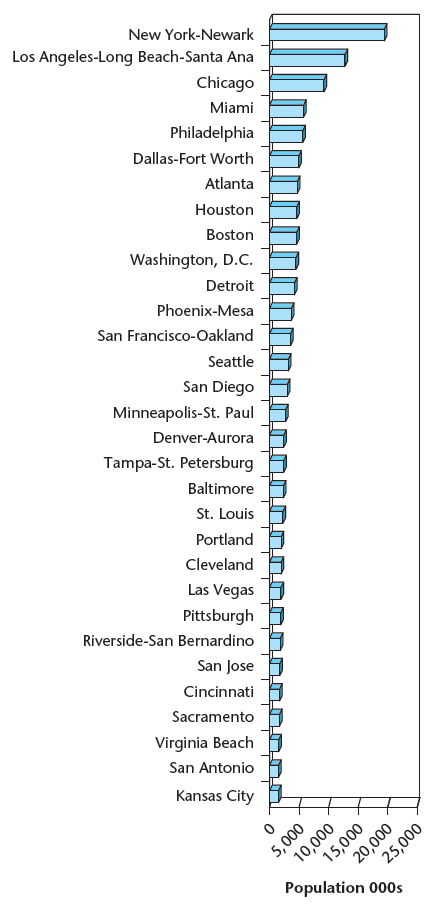 New York-Newark
Los Angeles-Long Beach-Santa Ana
Chicago
Miami
Philadelphia
Dallas-Fort Worth
Atlanta
Houston
Boston
Washington, D.C.
Detroit
Phoenix-Mesa
San Francisco-Oakland
Seattle
San Diego
Minneapolis-St. Paul
Denver-Aurora
Tampa-St. Petersburg
Baltimore
St. Louis
Portland
Cleveland
Las Vegas
Pittsburgh
Riverside-San Bernardino
San Jose
Cincinnati
Sacramento
Virginia Beach
San Antonio
Kansas City
0 5,000 10,000 15,000 20,000 25,000
Population 000s